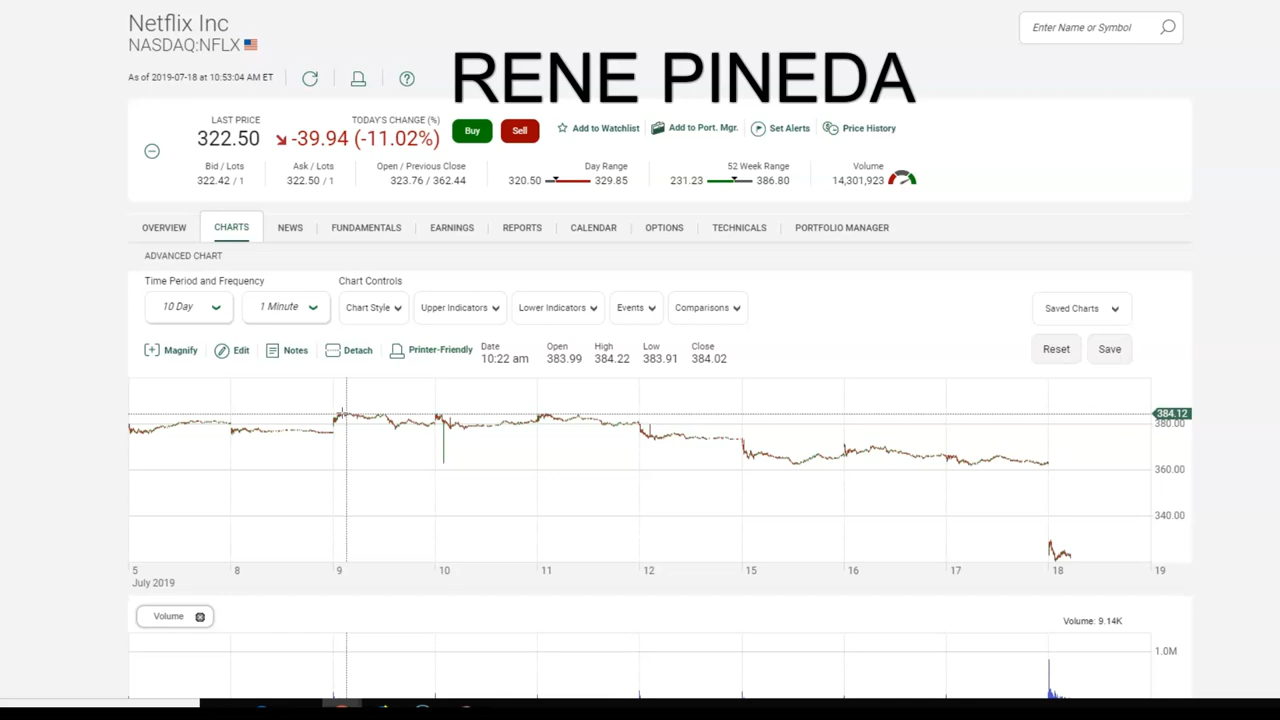 Netflix Inc
NASDAQ:NFLX
Enter Name or Symbol
As of 2019-07-18 at 10:53:04 AM ET
RENE PINEDA
LAST PRICE TODAY'S CHANGE (%)
322.50 -39.94 (-11.02%)
Buy Sell Add to Watchlist Add to Port. Mgr. Set Alerts Price History
Bid / Lots Ask / Lots Open / Previous Close Day Range 52 Week Range Volume
322.42 / 1 322.50 / 1 323.76 / 362.44 320.50 329.85 231.23 386.80 14,301,923
OVERVIEW CHARTS NEWS FUNDAMENTALS EARNINGS REPORTS CALENDAR OPTIONS TECHNICALS PORTFOLIO MANAGER
ADVANCED CHART
Time Period and Frequency Chart Controls
10 Day 1 Minute Chart Style Upper Indicators Lower Indicators Events Comparisons Saved Charts
Magnify Edit Notes Detach Printer-Friendly Date Open High Low Close Reset Save
10:22 am 383.99 384.22 383.91 384.02
384.12
380.00
360.00
340.00
5 8 9 10 11 12 15 16 17 18 19
July 2019
Volume Volume: 9.14K
1.0M